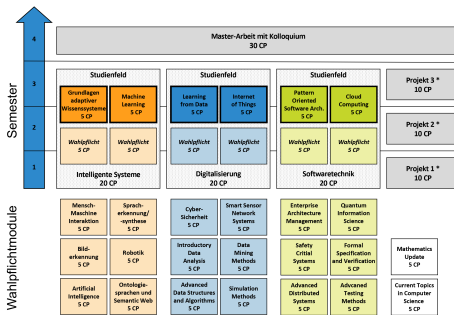 4
Master-Arbeit mit Kolloquium
30 CP
Semester
3
Studienfeld
Studienfeld
Studienfeld
Grundlagen
adaptiver
Wissenssysteme
5 CP
Machine
Learning
5 CP
Learning
from Data
5 CP
Internet
of Things
5 CP
Pattern
Oriented
Software Arch.
5 CP
Cloud
Computing
5 CP
Projekt 3 *
10 CP
2
Wahlpflicht
5 CP
Wahlpflicht
5 CP
Wahlpflicht
5 CP
Wahlpflicht
5 CP
Wahlpflicht
5 CP
Wahlpflicht
5 CP
Projekt 2 *
10 CP
1
Intelligente Systeme
20 CP
Digitalisierung
20 CP
Softwaretechnik
20 CP
Projekt 1 *
10 CP
Wahlpflichtmodule
Mensch-
Maschine
Interaktion
5 CP
Sprach-
erkennung/
-synthese
5 CP
Cyber-
Sicherheit
5 CP
Smart Sensor
Network
Systems
5 CP
Enterprise
Architecture
Management
5 CP
Quantum
Information
Science
5 CP
Bild-
erkennung
5 CP
Robotik
5 CP
Introductory
Data
Analysis
5 CP
Data
Mining
Methods
5 CP
Safety
Critial
Systems
5 CP
Formal
Specification
and Verification
5 CP
Mathematics
Update
5 CP
Artificial
Intelligence
5 CP
Ontologie-
sprachen und
Semantic Web
5 CP
Advanced
Data Structures
and Algorithms
5 CP
Simulation
Methods
5 CP
Advanced
Distributed
Systems
5 CP
Advcanced
Testing
Methods
5 CP
Current Topics
in Computer
Science
5 CP